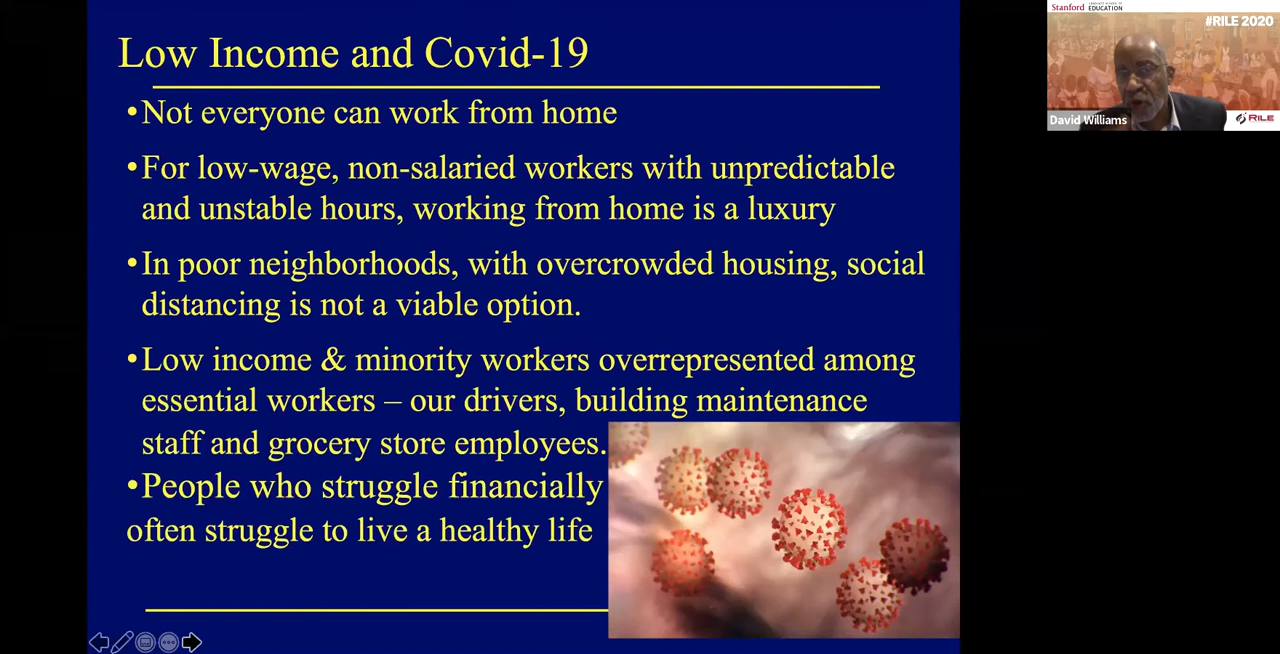 Low Income and Covid-19
•Not everyone can work from home
•For low-wage, non-salaried workers with unpredictable
and unstable hours, working from home is a luxury
•In poor neighborhoods, with overcrowded housing, social
distancing is not a viable option.
•Low income & minority workers overrepresented among
essential workers – our drivers, building maintenance
staff and grocery store employees.
•People who struggle financially
often struggle to live a healthy life
Stanford
GRADUATE SCHOOL OF
EDUCATION
#RILE 2020
David Williams
RILE